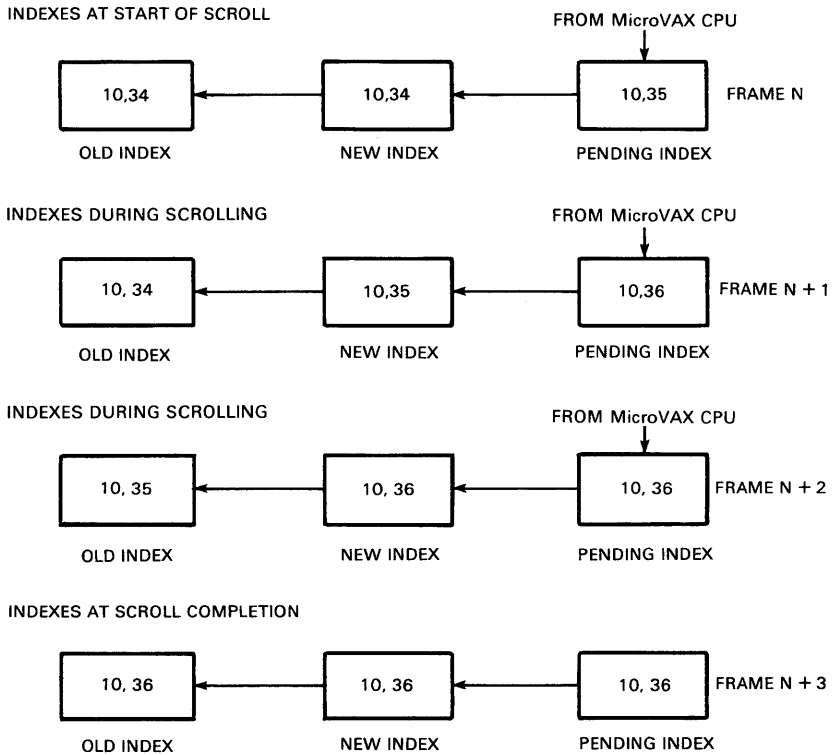 INDEXES AT START OF SCROLL
FROM MicroVAX CPU
10,34 10,34 10,35 FRAME N
OLD INDEX NEW INDEX PENDING INDEX
INDEXES DURING SCROLLING
FROM MicroVAX CPU
10, 34 10,35 10,36 FRAME N + 1
OLD INDEX NEW INDEX PENDING INDEX
INDEXES DURING SCROLLING
FROM MicroVAX CPU
10, 35 10, 36 10, 36 FRAME N + 2
OLD INDEX NEW INDEX PENDING INDEX
INDEXES AT SCROLL COMPLETION
10, 36 10, 36 10, 36 FRAME N + 3
OLD INDEX NEW INDEX PENDING INDEX